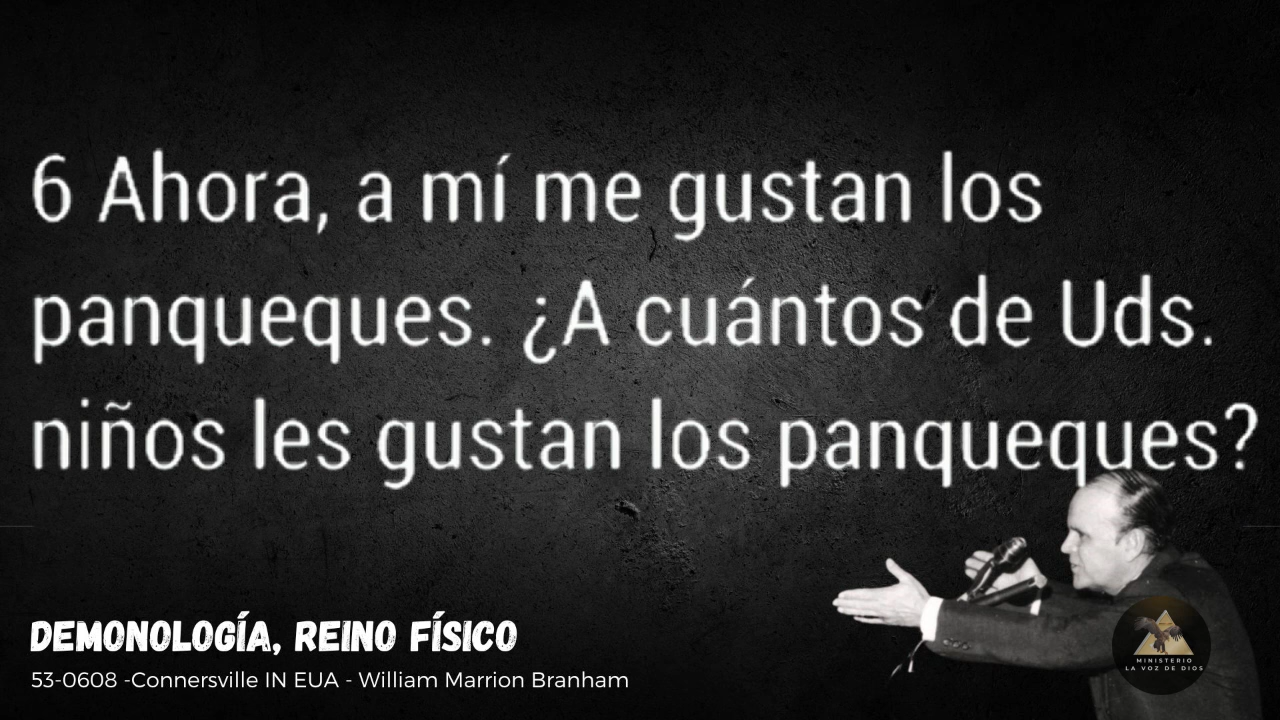 6 Ahora, a mí me gustan los
panqueques. ¿A cuántos de Uds.
niños les gustan los panqueques?
DEMONOLOGÍA, REINO FÍSICO
53-0608 -Connersville IN EUA - William Marrion Branham
MINISTERIO
LA VOZ DE DIOS